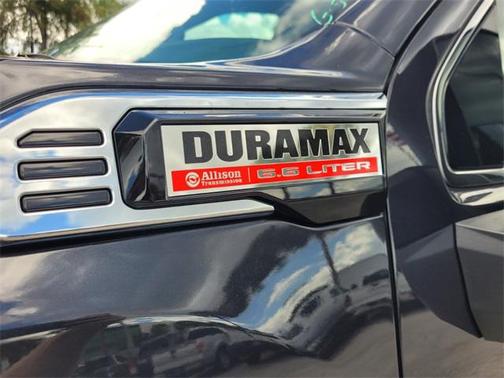 DURAMAX
Allison 6.6 LITER
Transmission